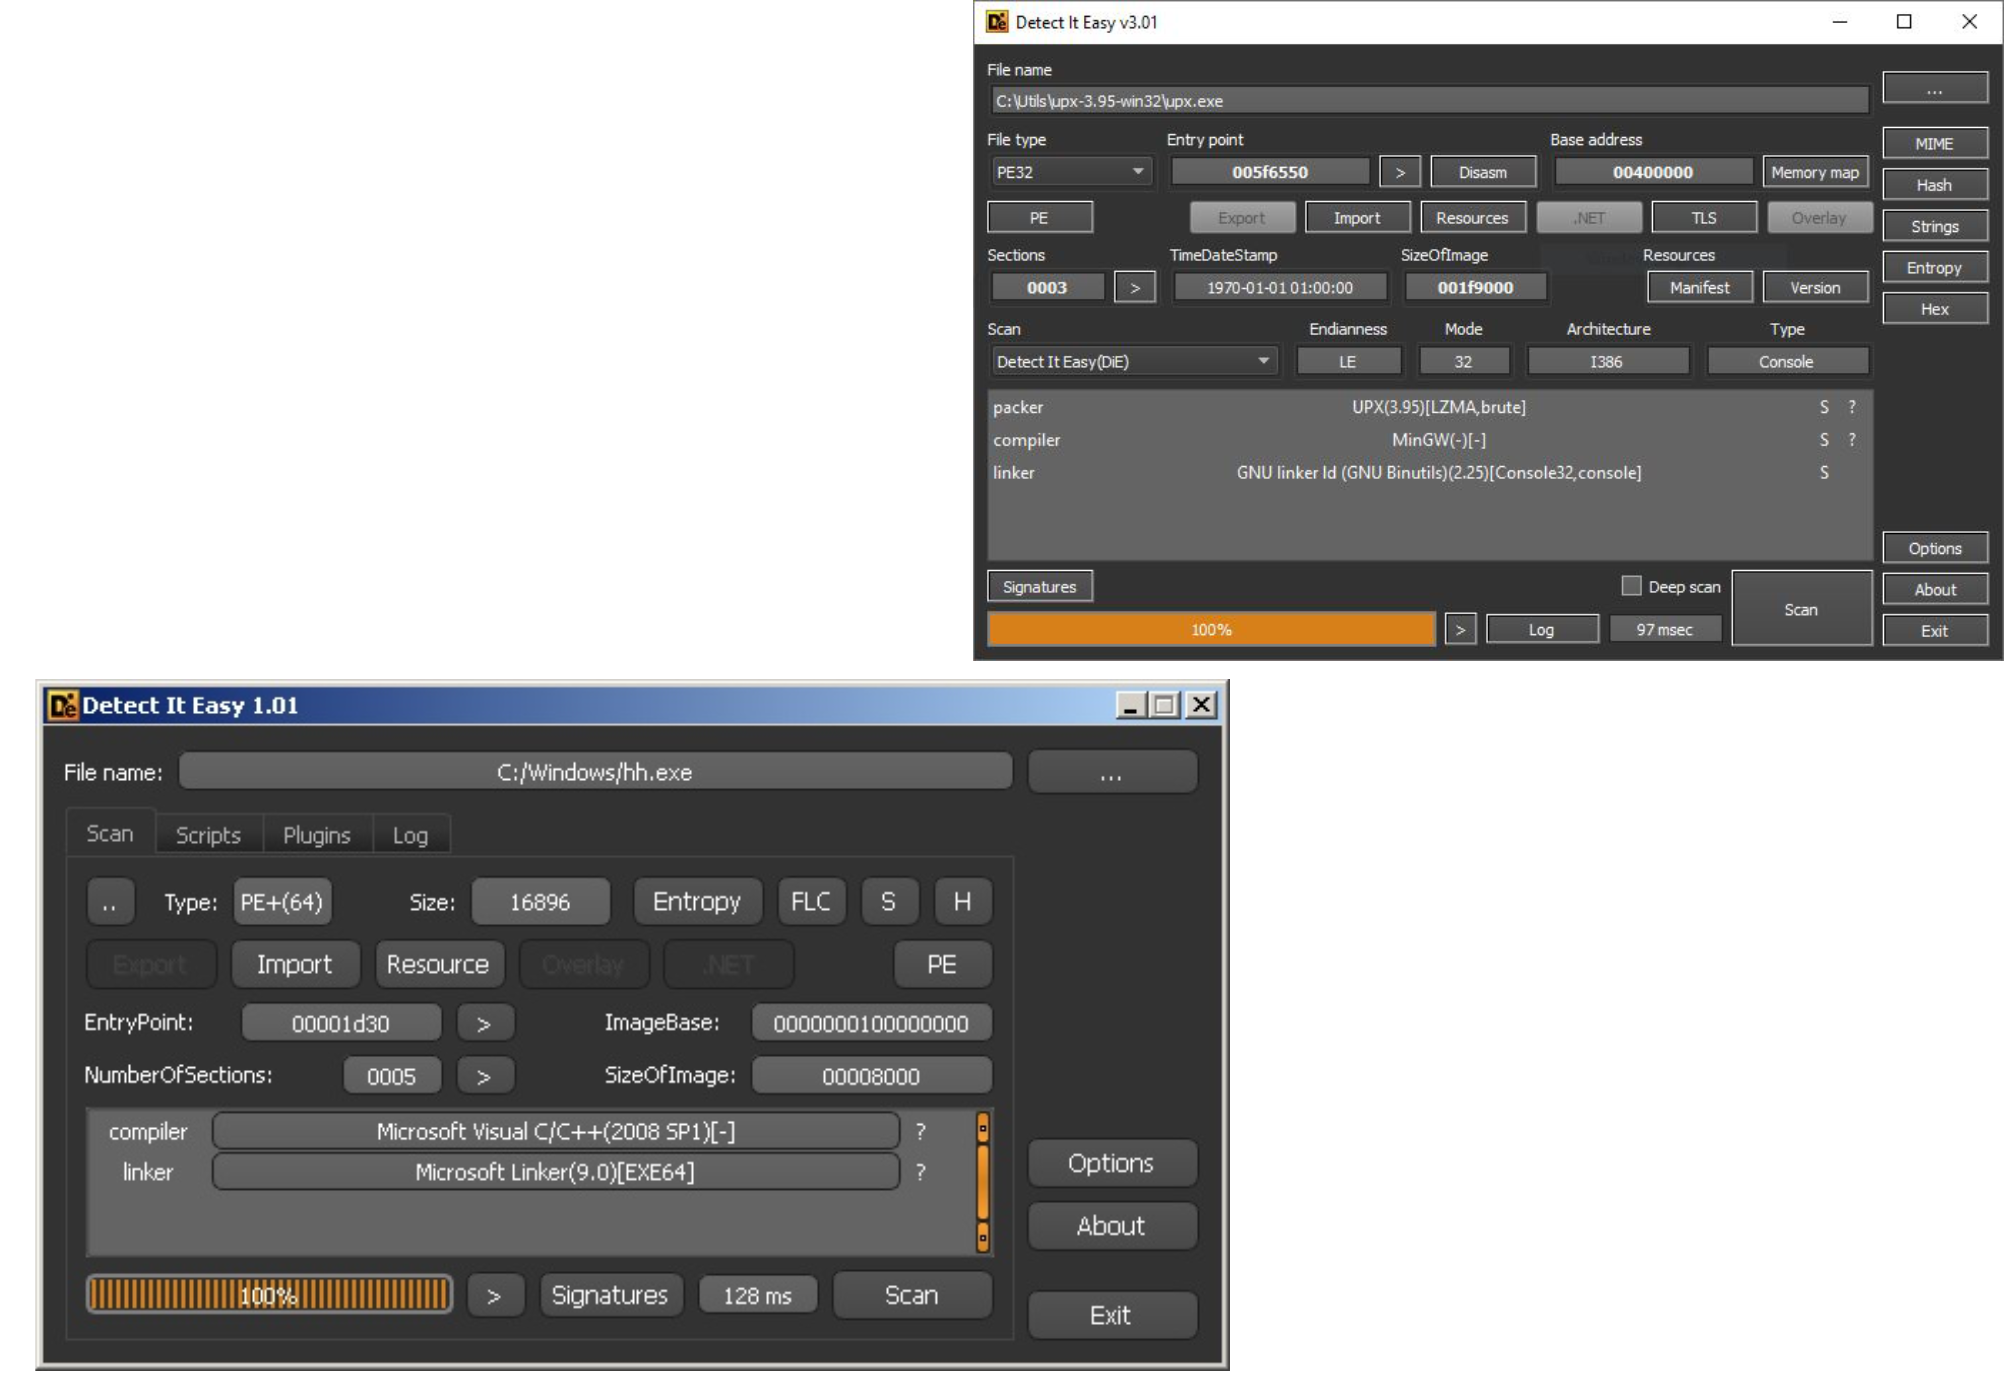 Detect It Easy v3.01
File name
C:\Utils\upx-3.95-win32\upx.exe ...
File type Entry point Base address MIME
PE32 005f6550 > Disasm 00400000 Memory map
Hash
PE Export Import Resources .NET TLS Overlay
Strings
Sections TimeDateStamp SizeOfImage Resources
Entropy
0003 > 1970-01-01 01:00:00 001f9000 Manifest Version
Hex
Scan Endianness Mode Architecture Type
Detect It Easy(DiE) LE 32 I386 Console
packer UPX(3.95)[LZMA,brute] S ?
compiler MinGW(-)[-] S ?
linker GNU linker ld (GNU Binutils)(2.25)[Console32,console] S
Options
Signatures Deep scan About
Scan
100% > Log 97 msec Exit
Detect It Easy 1.01
File name: C:/Windows/hh.exe ...
Scan Scripts Plugins Log
.. Type: PE+(64) Size: 16896 Entropy FLC S H
Export Import Resource Overlay .NET PE
EntryPoint: 00001d30 > ImageBase: 0000000100000000
NumberOfSections: 0005 > SizeOfImage: 00008000
compiler Microsoft Visual C/C++(2008 SP1)[-] ?
linker Microsoft Linker(9.0)[EXE64] ?
Options
About
100% > Signatures 128 ms Scan
Exit